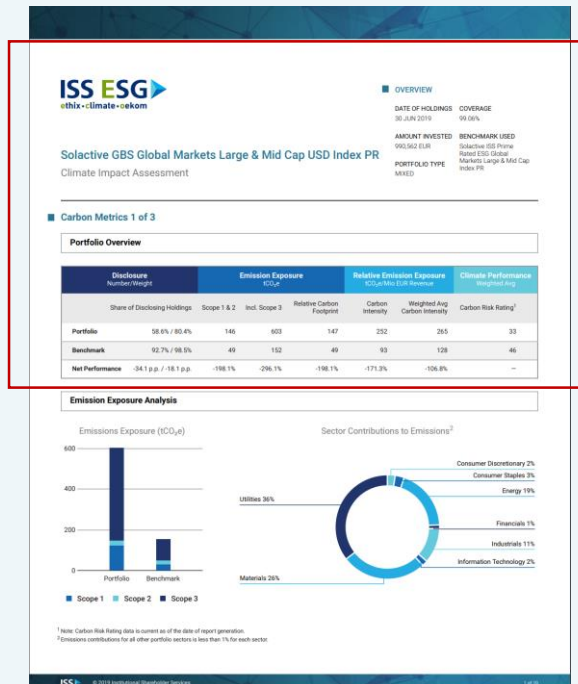 ISS ESG
ethix·climate·oekom
Solactive GBS Global Markets Large & Mid Cap USD Index PR
Climate Impact Assessment
OVERVIEW
DATE OF HOLDINGS COVERAGE
30 JUN 2019 99.06%
AMOUNT INVESTED BENCHMARK USED
990,562 EUR Solactive ISS Prime
Rated ESG Global
PORTFOLIO TYPE Markets Large & Mid Cap
MIXED Index PR
Carbon Metrics 1 of 3
Portfolio Overview
Disclosure Emission Exposure Relative Emission Exposure Climate Performance
Number/Weight tCO₂e tCO₂e/Mio EUR Revenue Weighted Avg
Share of Disclosing Holdings Scope 1 & 2 Incl. Scope 3 Relative Carbon Footprint Carbon Intensity Weighted Avg Carbon Intensity Carbon Risk Rating¹
Portfolio 58.6% / 80.4% 146 603 147 252 265 33
Benchmark 92.7% / 98.5% 49 152 49 93 128 46
Net Performance -34.1 p.p. / -18.1 p.p. -198.1% -296.1% -198.1% -171.3% -106.8% –
Emission Exposure Analysis
Emissions Exposure (tCO₂e)
600
400
200
0
Portfolio Benchmark
Scope 1 Scope 2 Scope 3
Sector Contributions to Emissions²
Consumer Discretionary 2%
Consumer Staples 3%
Energy 19%
Utilities 36%
Financials 1%
Industrials 11%
Information Technology 2%
Materials 26%
¹ Note: Carbon Risk Rating data is current as of the date of report generation.
² Emissions contributions for all other portfolio sectors is less than 1% for each sector.
ISS © 2019 Institutional Shareholder Services